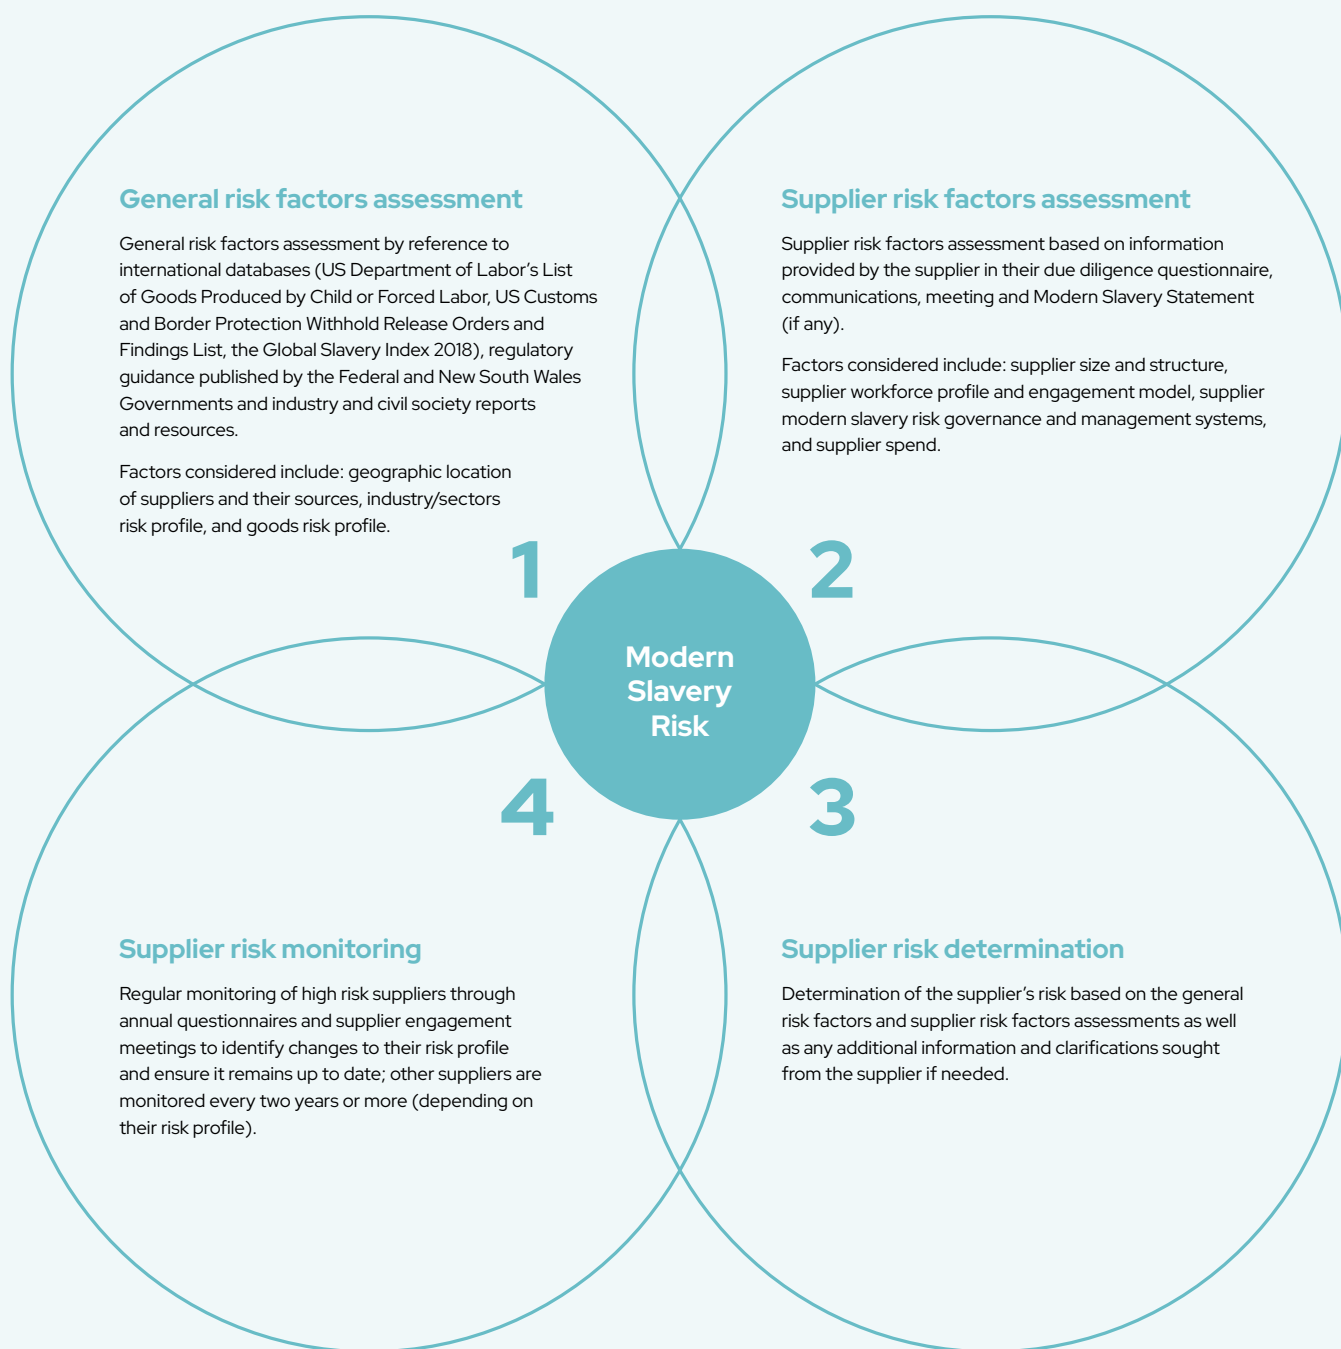 General risk factors assessment
General risk factors assessment by reference to
international databases (US Department of Labor’s List
of Goods Produced by Child or Forced Labor, US Customs
and Border Protection Withhold Release Orders and
Findings List, the Global Slavery Index 2018), regulatory
guidance published by the Federal and New South Wales
Governments and industry and civil society reports
and resources.
Factors considered include: geographic location
of suppliers and their sources, industry/sectors
risk profile, and goods risk profile.
1
Supplier risk factors assessment
Supplier risk factors assessment based on information
provided by the supplier in their due diligence questionnaire,
communications, meeting and Modern Slavery Statement
(if any).
Factors considered include: supplier size and structure,
supplier workforce profile and engagement model, supplier
modern slavery risk governance and management systems,
and supplier spend.
2
Modern
Slavery
Risk
3
Supplier risk determination
Determination of the supplier’s risk based on the general
risk factors and supplier risk factors assessments as well
as any additional information and clarifications sought
from the supplier if needed.
4
Supplier risk monitoring
Regular monitoring of high risk suppliers through
annual questionnaires and supplier engagement
meetings to identify changes to their risk profile
and ensure it remains up to date; other suppliers are
monitored every two years or more (depending on
their risk profile).